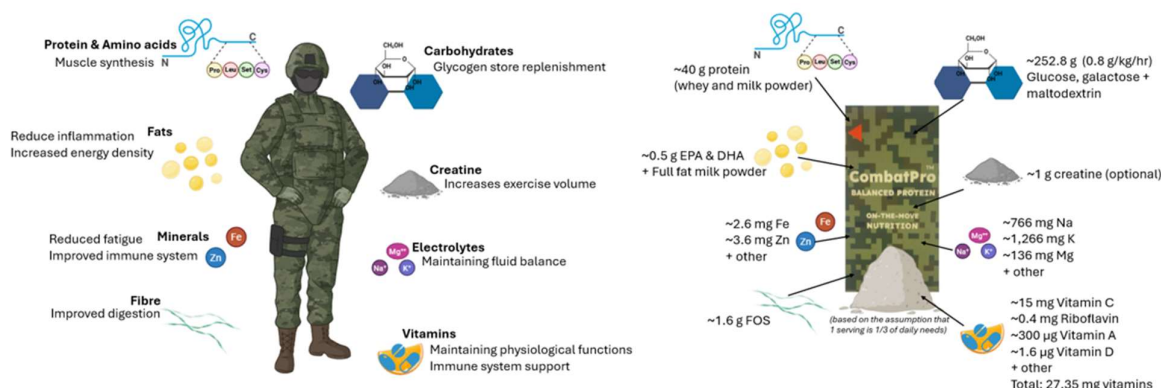 Protein & Amino acids
Muscle synthesis
N
C
Pro Leu Set Cys
CH₂OH
O
OH
OH
OH
OH
Carbohydrates
Glycogen store replenishment
Fats
Reduce inflammation
Increased energy density
Creatine
Increases exercise volume
Minerals
Reduced fatigue
Improved immune system
Fe
Zn
Electrolytes
Maintaining fluid balance
Mg++
Na+
K+
Fibre
Improved digestion
Vitamins
Maintaining physiological functions
Immune system support
N
C
Pro Leu Set Cys
~40 g protein
(whey and milk powder)
CH₂OH
O
OH
OH
OH
OH
~252.8 g (0.8 g/kg/hr)
Glucose, galactose +
maltodextrin
~0.5 g EPA & DHA
+ Full fat milk powder
CombatPro™
BALANCED PROTEIN
ON-THE-MOVE
NUTRITION
~1 g creatine (optional)
~2.6 mg Fe
~3.6 mg Zn
+ other
Fe
Zn
Mg++
Na+
K+
~766 mg Na
~1,266 mg K
~136 mg Mg
+ other
~1.6 g FOS
(based on the assumption that
1 serving is 1/3 of daily needs)
~15 mg Vitamin C
~0.4 mg Riboflavin
~300 µg Vitamin A
~1.6 µg Vitamin D
+ other
Total: 27.35 mg vitamins